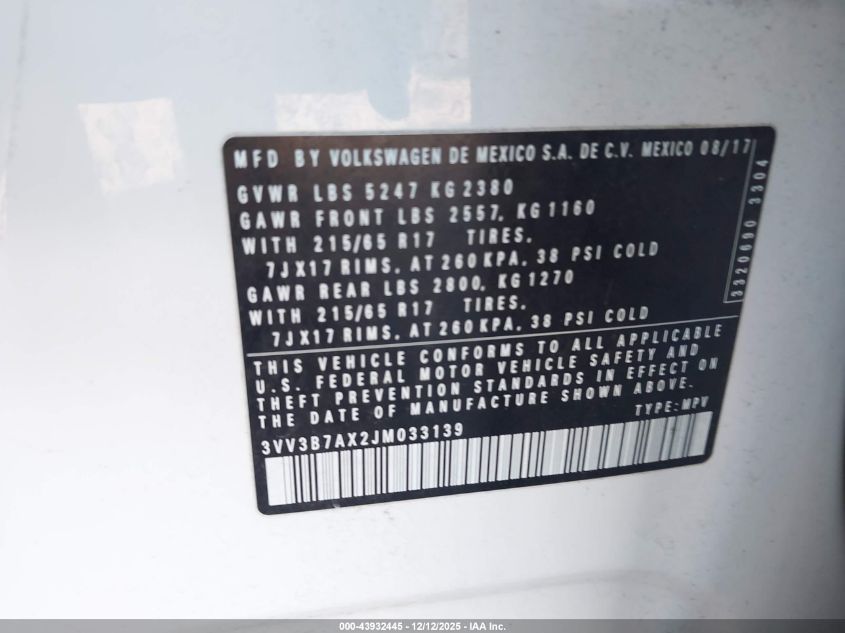 MFD BY VOLKSWAGEN DE MEXICO S.A. DE C.V. MEXICO 08/17
GVWR LBS 5247 KG 2380
GAWR FRONT LBS 2557, KG 1160
WITH 215/65 R17 TIRES,
7JX17 RIMS, AT 260 KPA, 38 PSI COLD
GAWR REAR LBS 2800, KG 1270
WITH 215/65 R17 TIRES,
7JX17 RIMS, AT 260 KPA, 38 PSI COLD
3320690 3304
THIS VEHICLE CONFORMS TO ALL APPLICABLE
U.S. FEDERAL MOTOR VEHICLE SAFETY AND
THEFT PREVENTION STANDARDS IN EFFECT ON
THE DATE OF MANUFACTURE SHOWN ABOVE.
3VV3B7AX2JM033139 TYPE: MPV
000-43932445 - 12/12/2025 - IAA Inc.